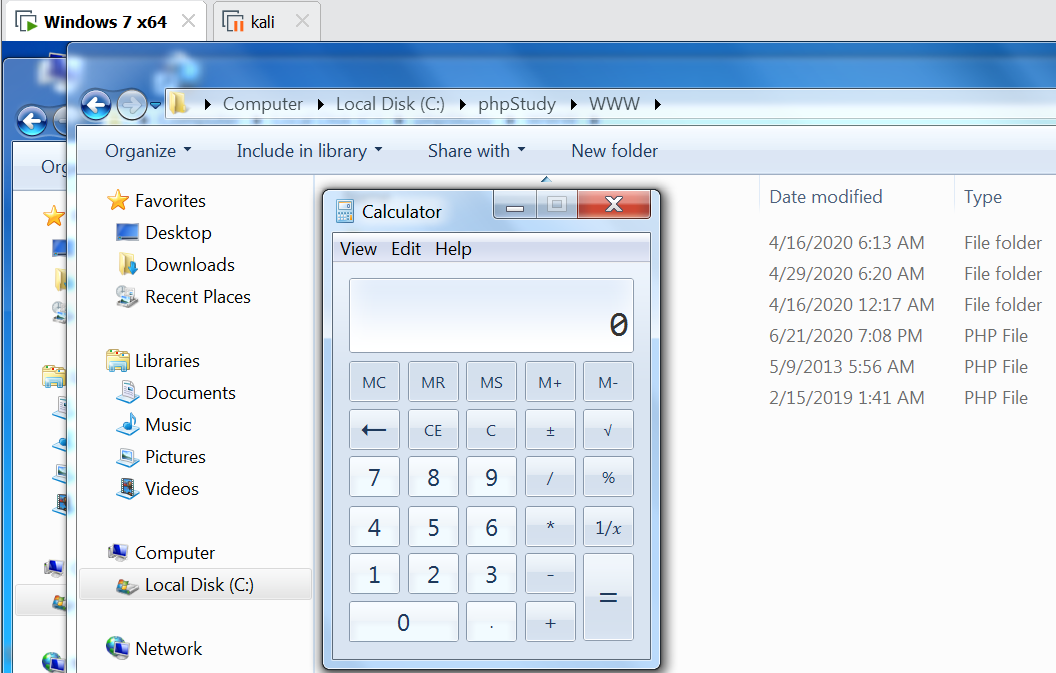 Windows 7 x64
kali
Computer Local Disk (C:) phpStudy WWW
Organize Include in library Share with New folder
Org
Favorites
Desktop
Downloads
Recent Places
Libraries
Documents
Music
Pictures
Videos
Computer
Local Disk (C:)
Network
Calculator
View Edit Help
0
MC MR MS M+ M-
← CE C ± √
7 8 9 / %
4 5 6 * 1/x
1 2 3 - =
0 . +
Date modified Type
4/16/2020 6:13 AM File folder
4/29/2020 6:20 AM File folder
4/16/2020 12:17 AM File folder
6/21/2020 7:08 PM PHP File
5/9/2013 5:56 AM PHP File
2/15/2019 1:41 AM PHP File